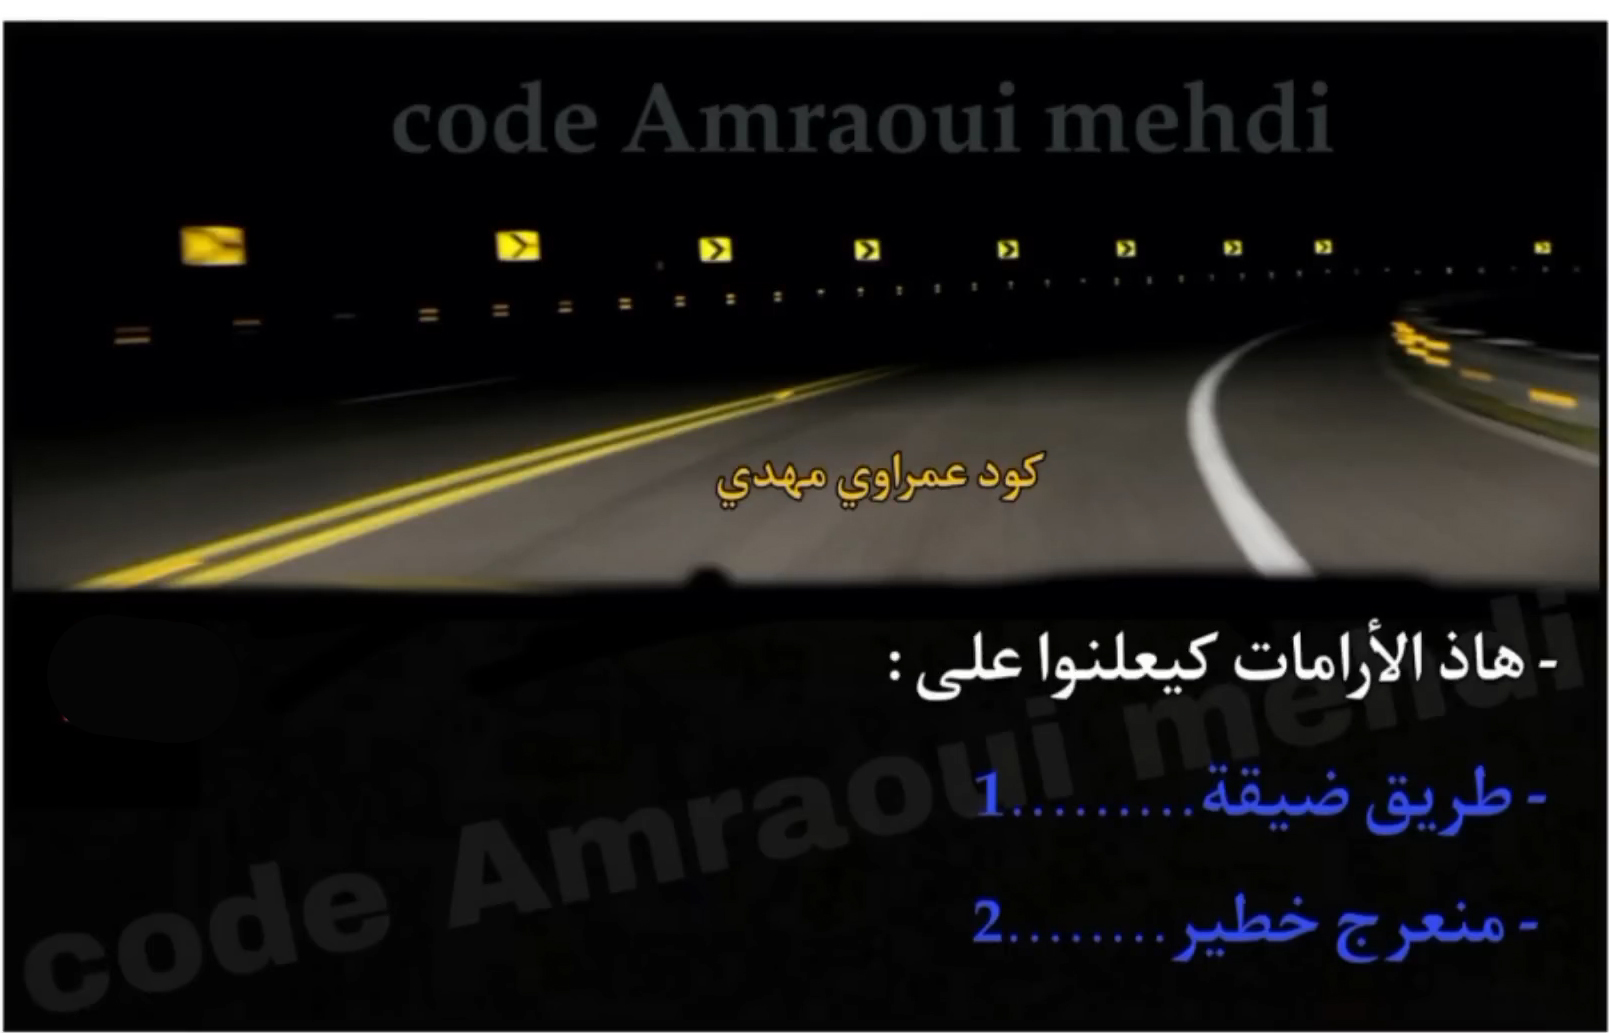 code Amraoui mehdi
كود عمراوي مهدي
- هاذ الأرامات كيعلنوا على :
- طريق ضيقة.........1
- منعرج خطير........2
code Amraoui mehdi